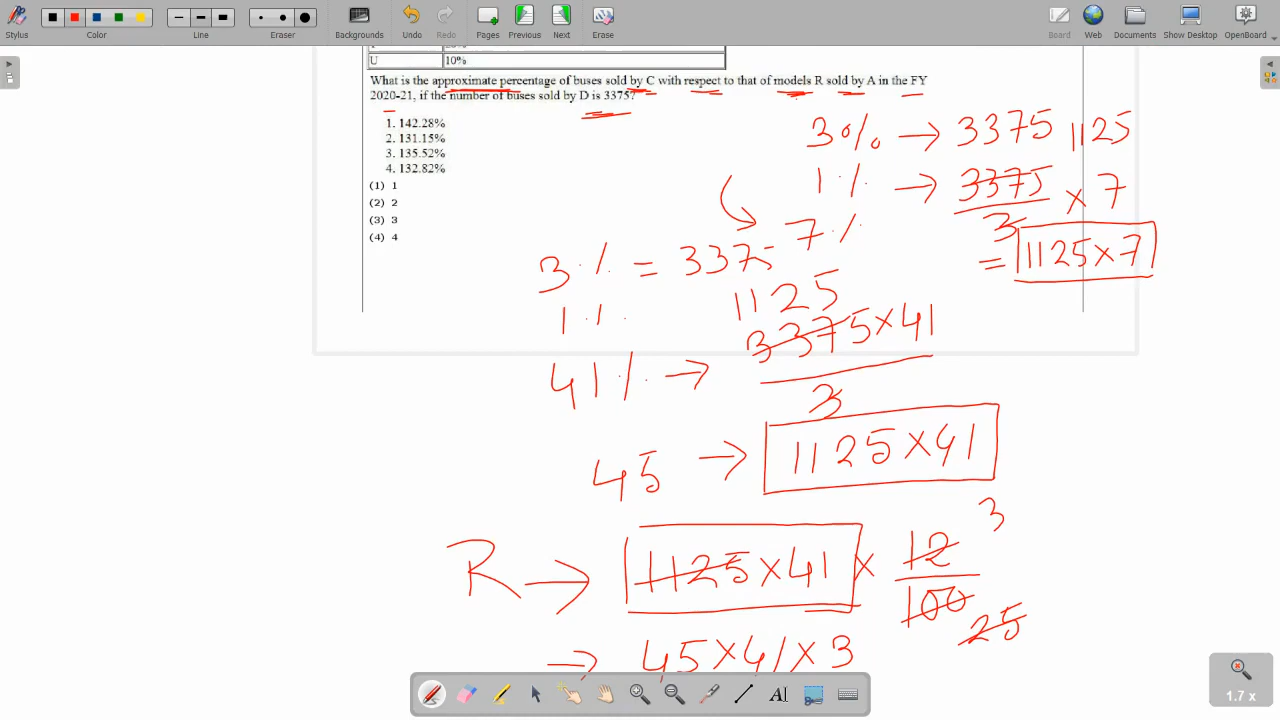 Stylus Color Line Eraser Backgrounds Undo Redo Pages Previous Next Erase Board Web Documents Show Desktop OpenBoard
U 10%
What is the approximate percentage of buses sold by C with respect to that of models R sold by A in the FY
2020-21, if the number of buses sold by D is 3375?
1. 142.28%
2. 131.15%
3. 135.52%
4. 132.82%
(1) 1
(2) 2
(3) 3
(4) 4
3% → 3375 1125
1% → 3375/3 × 7
7%
= 1125×7
3% = 3375
1% 1125
41% → 3375×41
3
45 → 1125×41
3
R → 1125×41 × 12/100
25
→ 45×41×3
1.7 x